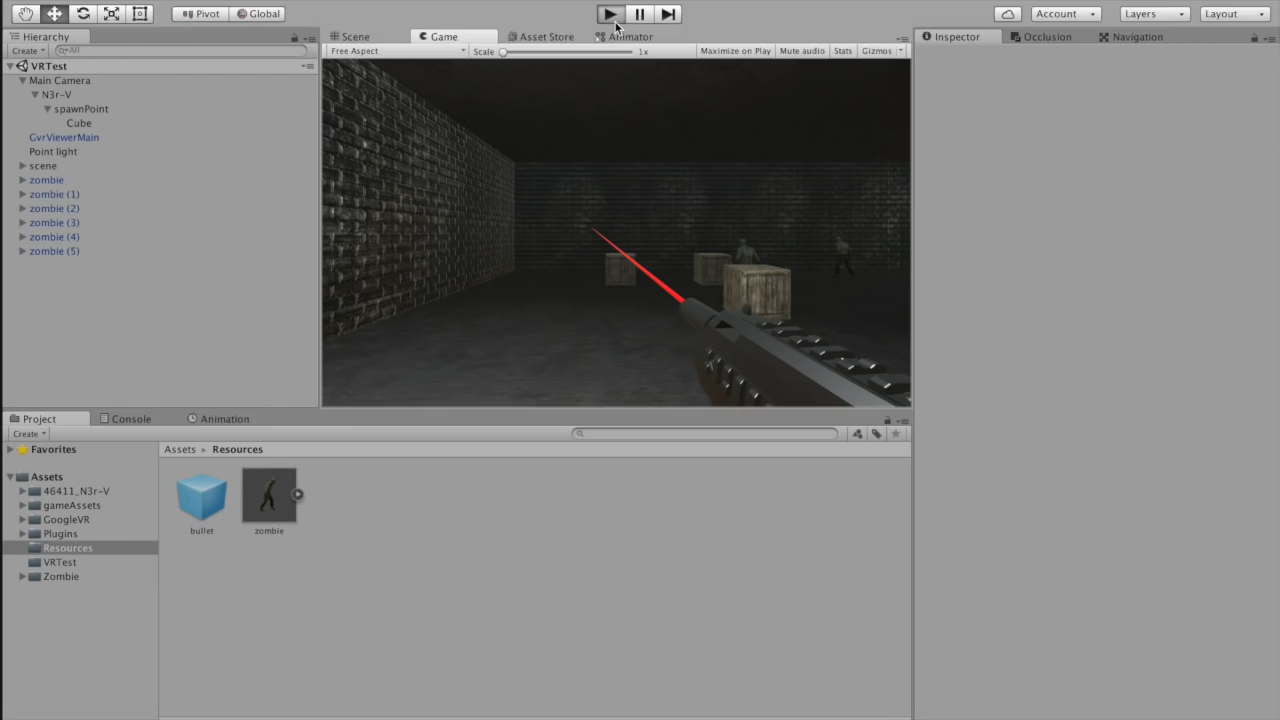 Pivot Global Account Layers Layout
Hierarchy Scene Game Asset Store Animator Inspector Occlusion Navigation
Create All Free Aspect Scale 1x Maximize on Play Mute audio Stats Gizmos
VRTest
Main Camera
N3r-V
spawnPoint
Cube
GvrViewerMain
Point light
scene
zombie
zombie (1)
zombie (2)
zombie (3)
zombie (4)
zombie (5)
Project Console Animation
Create
Favorites Assets Resources
Assets
46411_N3r-V
gameAssets
GoogleVR
Plugins
bullet zombie
Resources
VRTest
Zombie